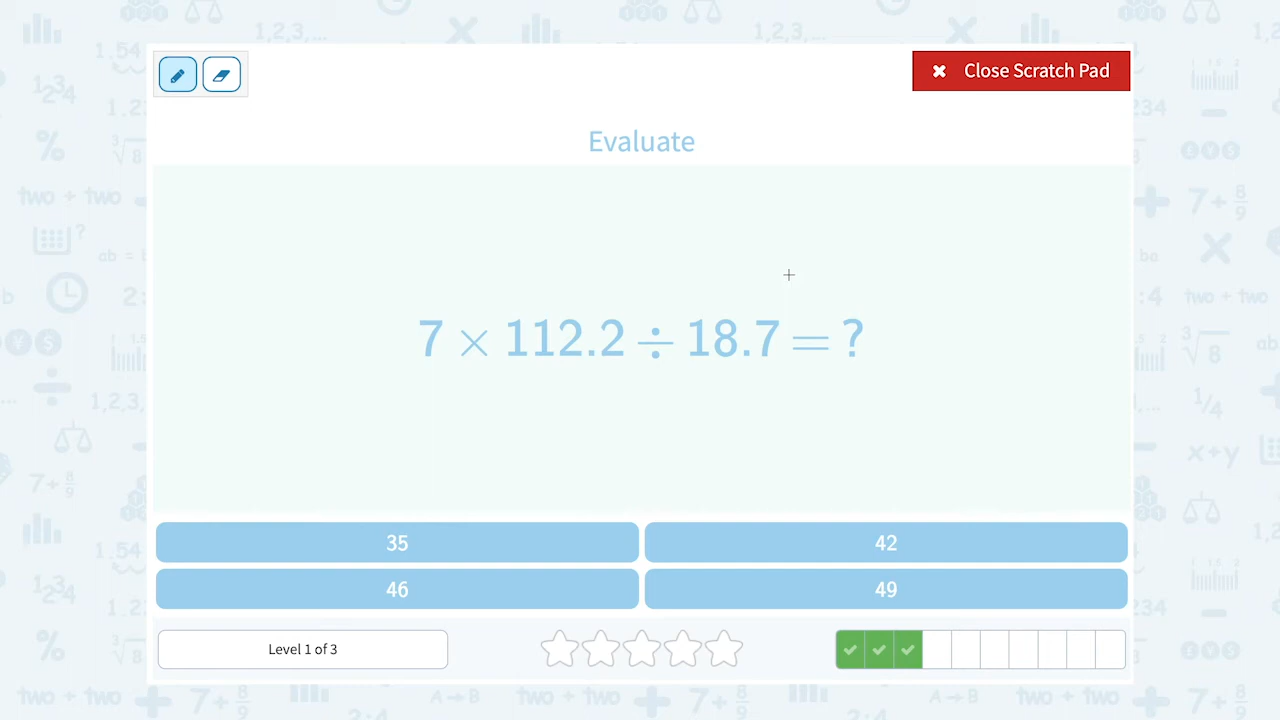 Close Scratch Pad
Evaluate
7 × 112.2 ÷ 18.7 = ?
35
42
46
49
Level 1 of 3